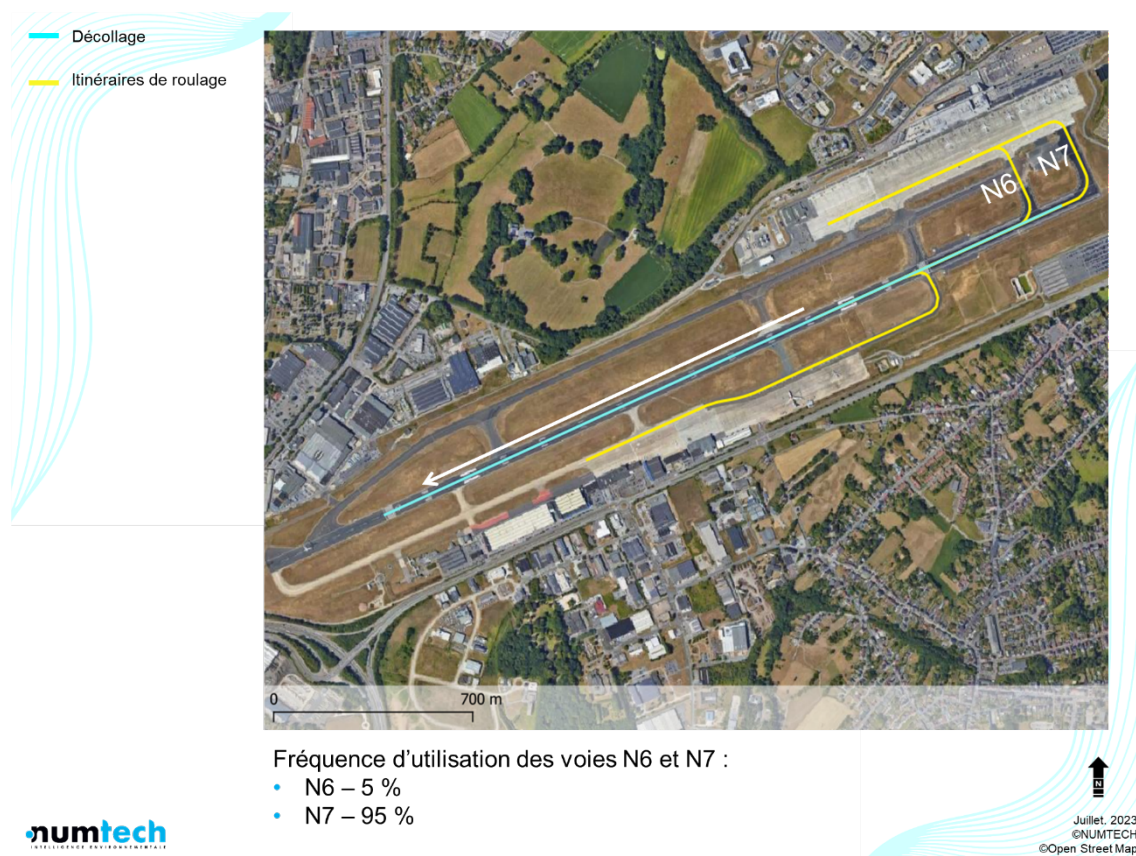 Décollage
Itinéraires de roulage
N6
N7
0 700 m
Fréquence d'utilisation des voies N6 et N7 :
• N6 – 5 %
• N7 – 95 %
N
numtech
INTELLIGENCE ENVIRONNEMENTALE
Juillet. 2023
©NUMTECH
©Open Street Map